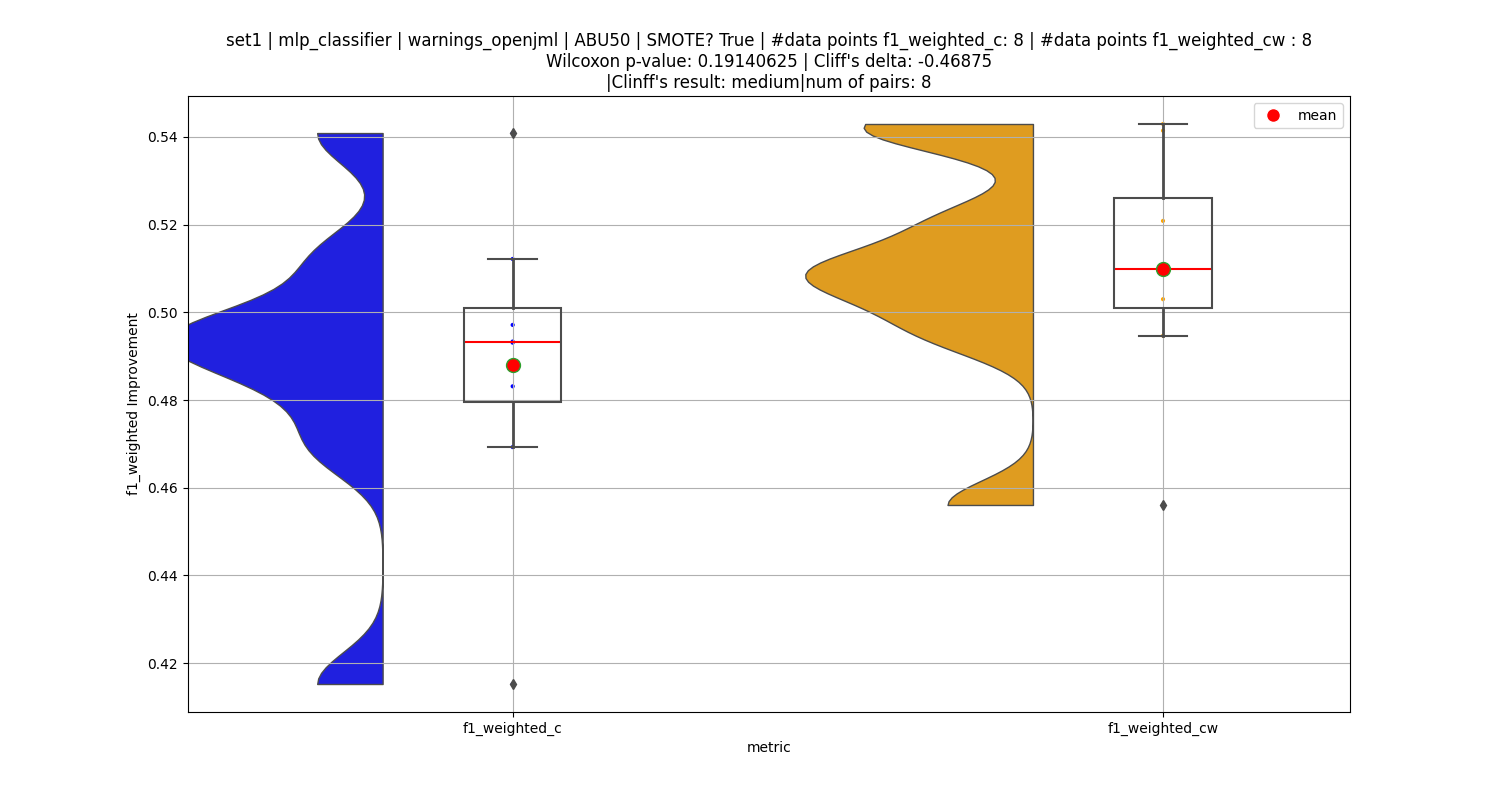 set1 | mlp_classifier | warnings_openjml | ABU50 | SMOTE? True | #data points f1_weighted_c: 8 | #data points f1_weighted_cw : 8
Wilcoxon p-value: 0.19140625 | Cliff's delta: -0.46875
|Clinff's result: medium|num of pairs: 8
mean
0.54
0.52
0.50
0.48
0.46
0.44
0.42
f1_weighted Improvement
f1_weighted_c
f1_weighted_cw
metric